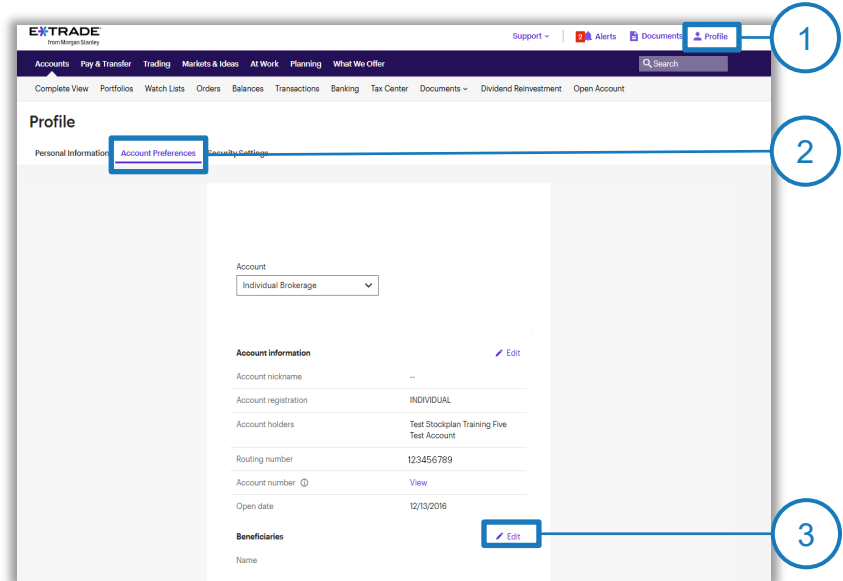 E*TRADE
from Morgan Stanley
Support
2 Alerts
Documents
Profile
1
Accounts Pay & Transfer Trading Markets & Ideas At Work Planning What We Offer
Search
Complete View Portfolios Watch Lists Orders Balances Transactions Banking Tax Center Documents Dividend Reinvestment Open Account
Profile
Personal Information Account Preferences Security Settings
2
Account
Individual Brokerage
Account information Edit
Account nickname --
Account registration INDIVIDUAL
Account holders Test Stockplan Training Five
Test Account
Routing number 123456789
Account number View
Open date 12/13/2016
Beneficiaries Edit
3
Name